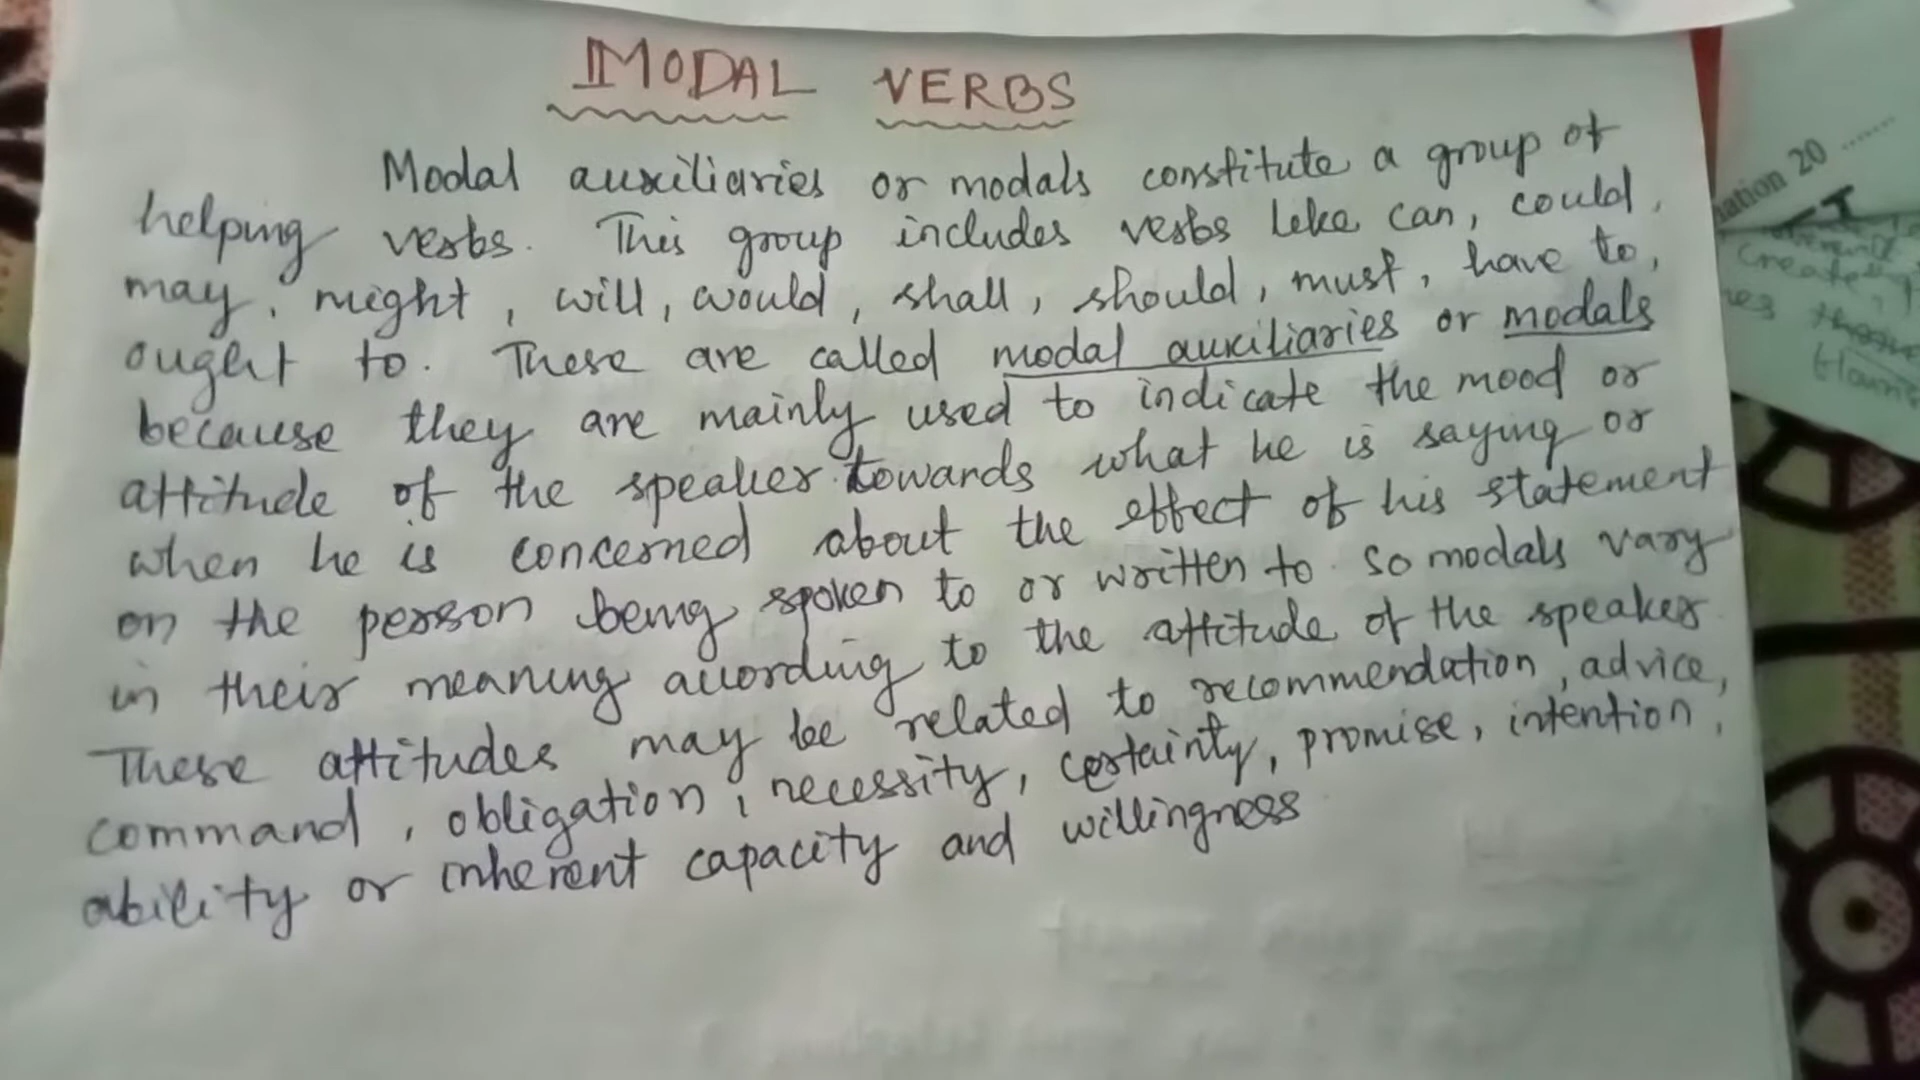 MODAL VERBS
Modal auxiliaries or modals constitute a group of
helping verbs. This group includes verbs like can, could,
may, might, will, would, shall, should, must, have to,
ought to. These are called modal auxiliaries or modals
because they are mainly used to indicate the mood or
attitude of the speaker towards what he is saying or
when he is concerned about the effect of his statement
on the person being spoken to or written to. So modals vary
in their meaning according to the attitude of the speaker.
These attitudes may be related to recommendation, advice,
command, obligation, necessity, certainty, promise, intention,
ability or inherent capacity and willingness
ation 20 ........
create